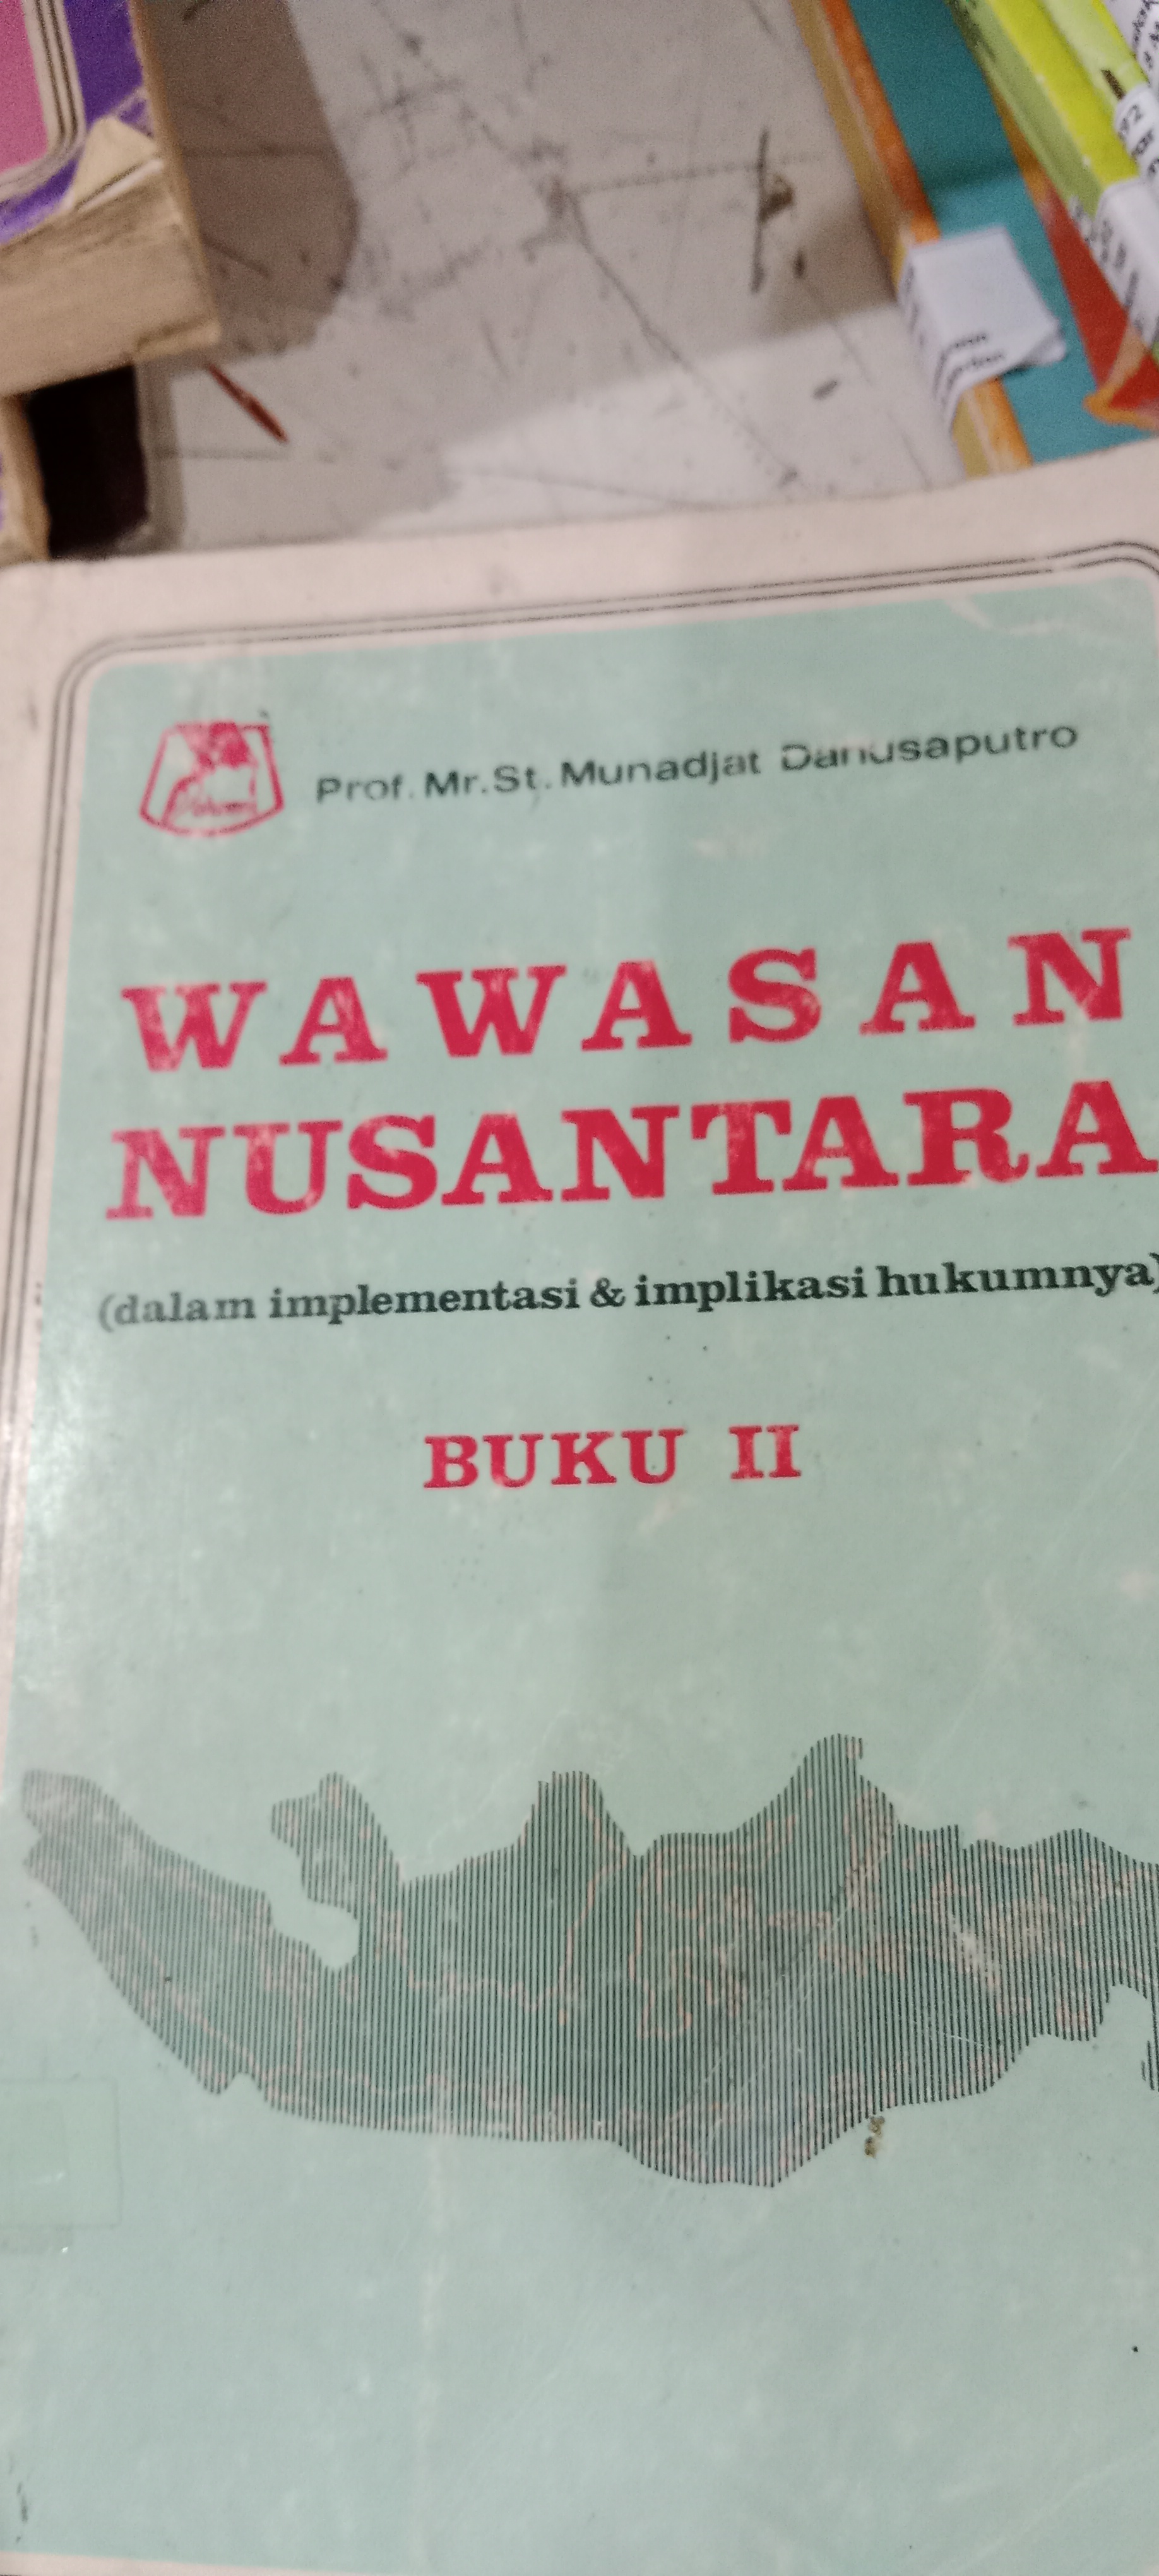 Prof. Mr. St. Munadjat Danusaputro
WAWASAN
NUSANTARA
(dalam implementasi & implikasi hukumnya)
BUKU II